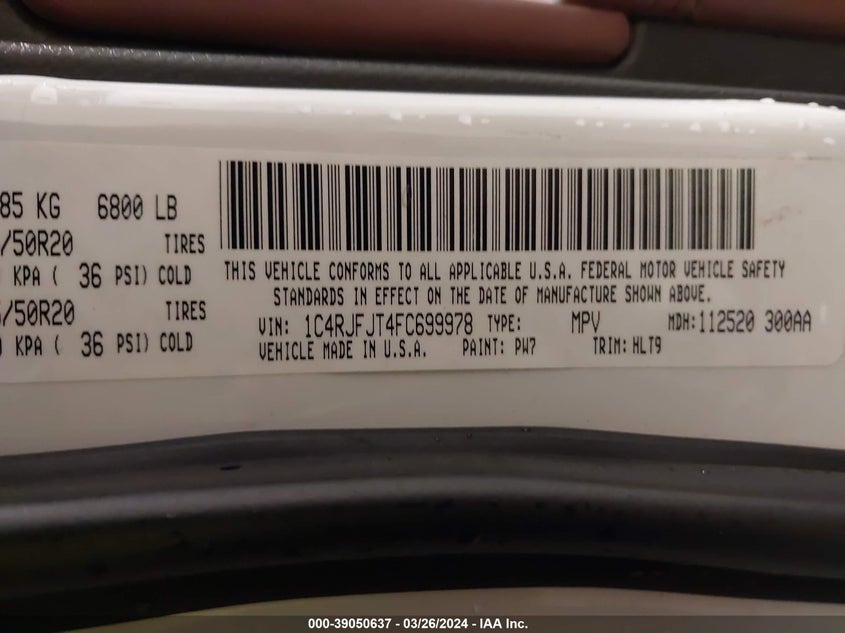 85 KG 6800 LB
/50R20 TIRES
KPA ( 36 PSI) COLD
/50R20 TIRES
KPA ( 36 PSI) COLD
THIS VEHICLE CONFORMS TO ALL APPLICABLE U.S.A. FEDERAL MOTOR VEHICLE SAFETY
STANDARDS IN EFFECT ON THE DATE OF MANUFACTURE SHOWN ABOVE.
VIN: 1C4RJFJT4FC699978 TYPE: MPV MDH: 112520 300AA
VEHICLE MADE IN U.S.A. PAINT: PW7 TRIM: HLT9
000-39050637 - 03/26/2024 - IAA Inc.